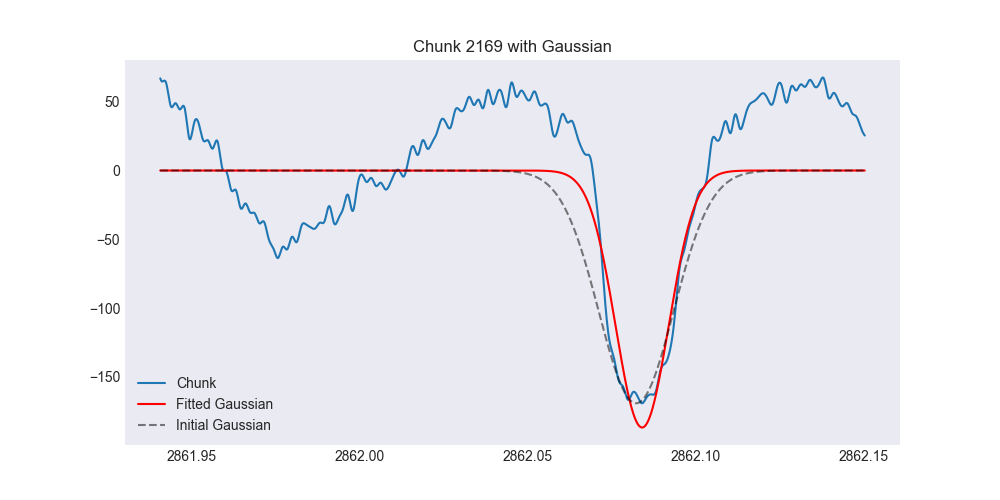 Chunk 2169 with Gaussian
50
0
−50
−100
−150
Chunk
Fitted Gaussian
Initial Gaussian
2861.95 2862.00 2862.05 2862.10 2862.15